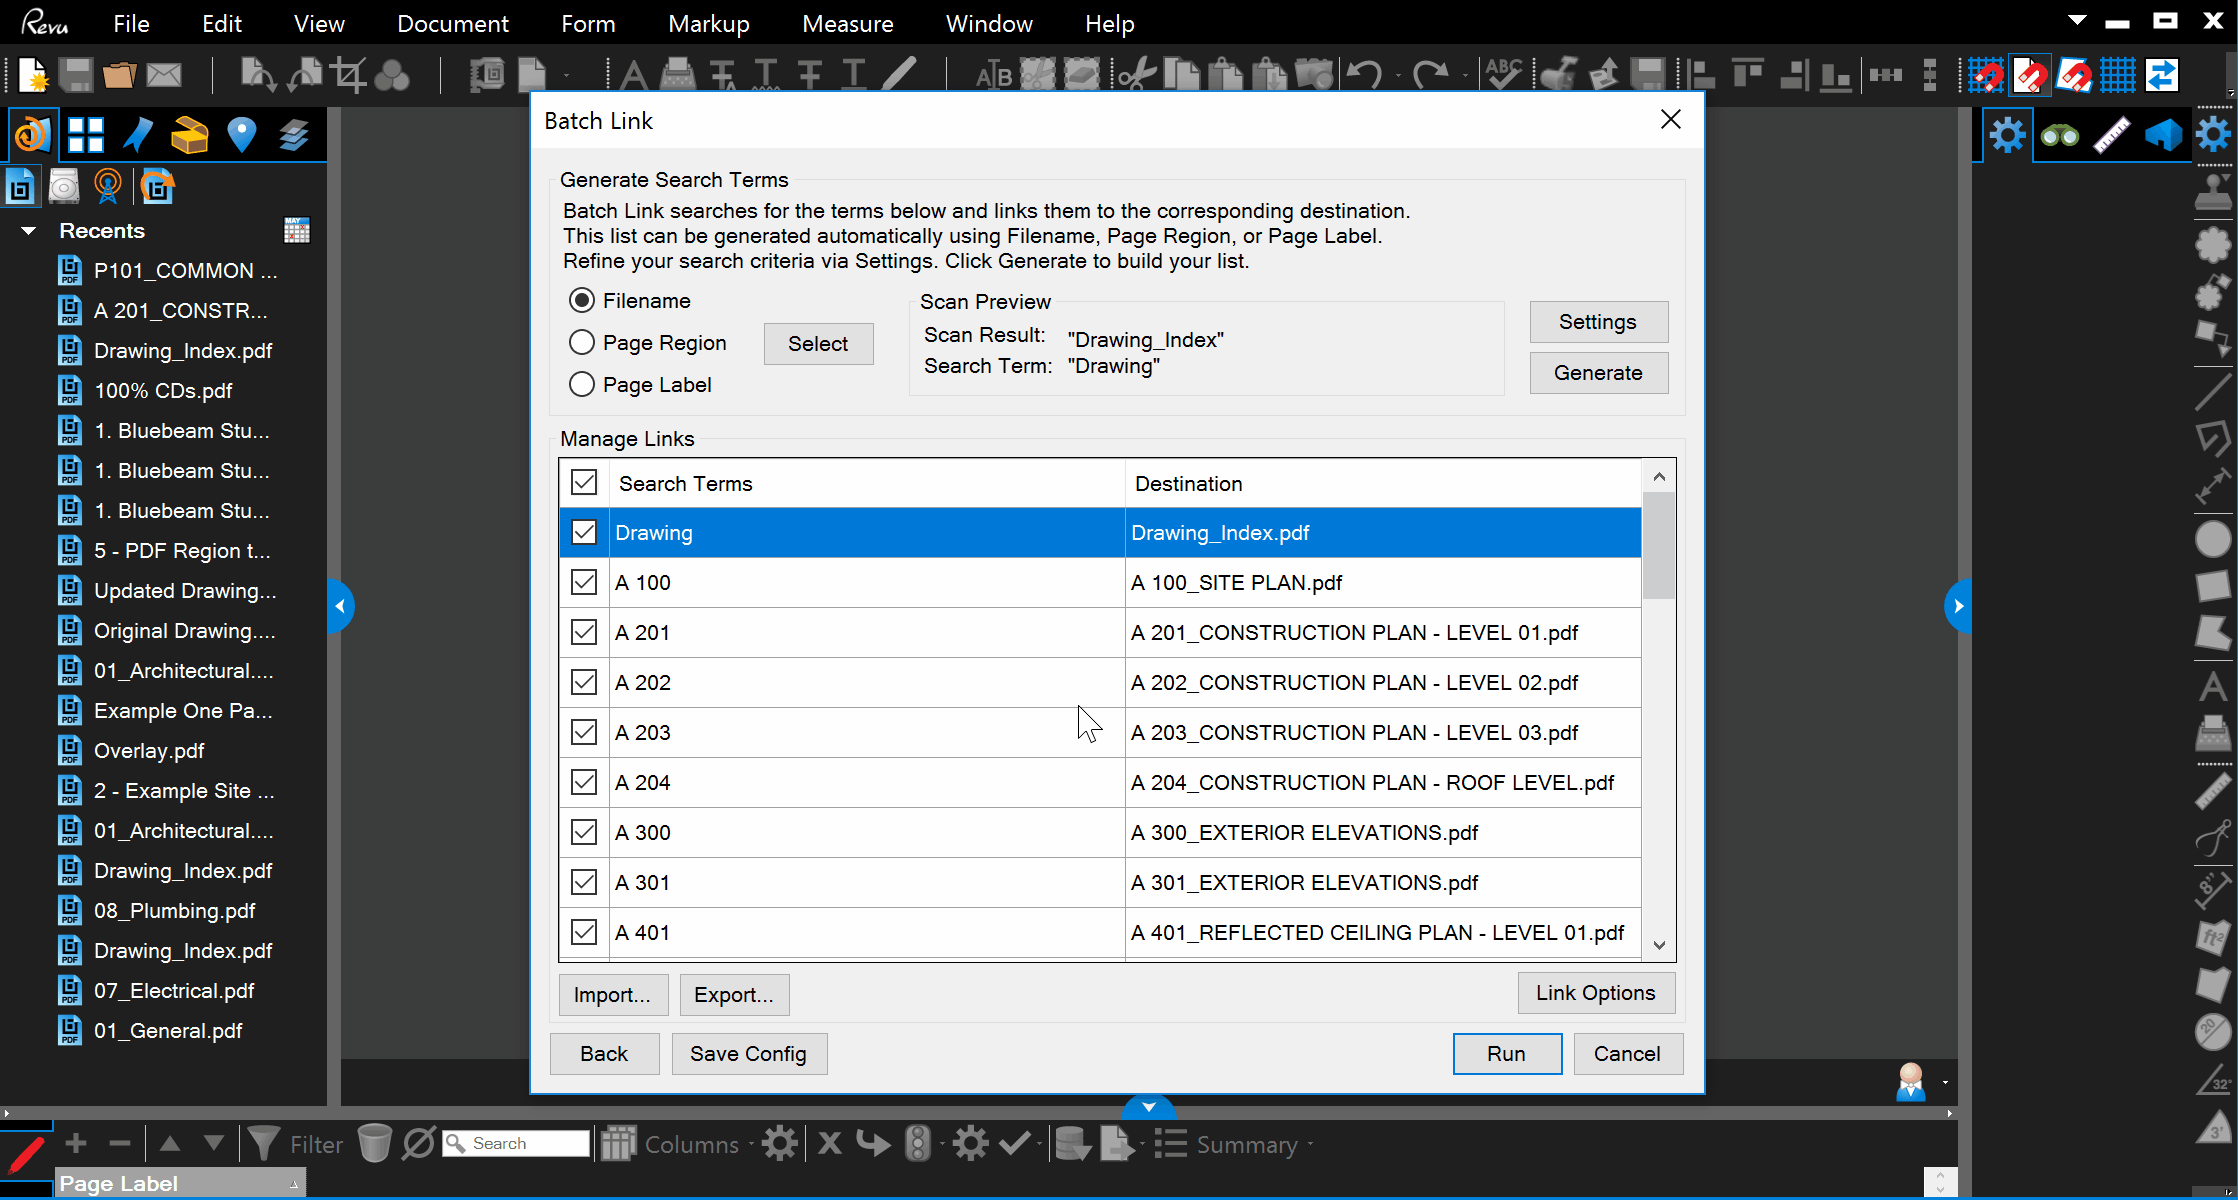 Revu File Edit View Document Form Markup Measure Window Help
Batch Link
Generate Search Terms
Batch Link searches for the terms below and links them to the corresponding destination.
This list can be generated automatically using Filename, Page Region, or Page Label.
Refine your search criteria via Settings. Click Generate to build your list.
Filename
Page Region
Page Label
Select
Scan Preview
Scan Result: "Drawing_Index"
Search Term: "Drawing"
Settings
Generate
Manage Links
Search Terms Destination
Drawing Drawing_Index.pdf
A 100 A 100_SITE PLAN.pdf
A 201 A 201_CONSTRUCTION PLAN - LEVEL 01.pdf
A 202 A 202_CONSTRUCTION PLAN - LEVEL 02.pdf
A 203 A 203_CONSTRUCTION PLAN - LEVEL 03.pdf
A 204 A 204_CONSTRUCTION PLAN - ROOF LEVEL.pdf
A 300 A 300_EXTERIOR ELEVATIONS.pdf
A 301 A 301_EXTERIOR ELEVATIONS.pdf
A 401 A 401_REFLECTED CEILING PLAN - LEVEL 01.pdf
Import... Export... Link Options
Back Save Config Run Cancel
Recents
P101_COMMON ...
A 201_CONSTR...
Drawing_Index.pdf
100% CDs.pdf
1. Bluebeam Stu...
1. Bluebeam Stu...
1. Bluebeam Stu...
5 - PDF Region t...
Updated Drawing...
Original Drawing....
01_Architectural....
Example One Pa...
Overlay.pdf
2 - Example Site ...
01_Architectural....
Drawing_Index.pdf
08_Plumbing.pdf
Drawing_Index.pdf
07_Electrical.pdf
01_General.pdf
Filter Search Columns Summary
Page Label